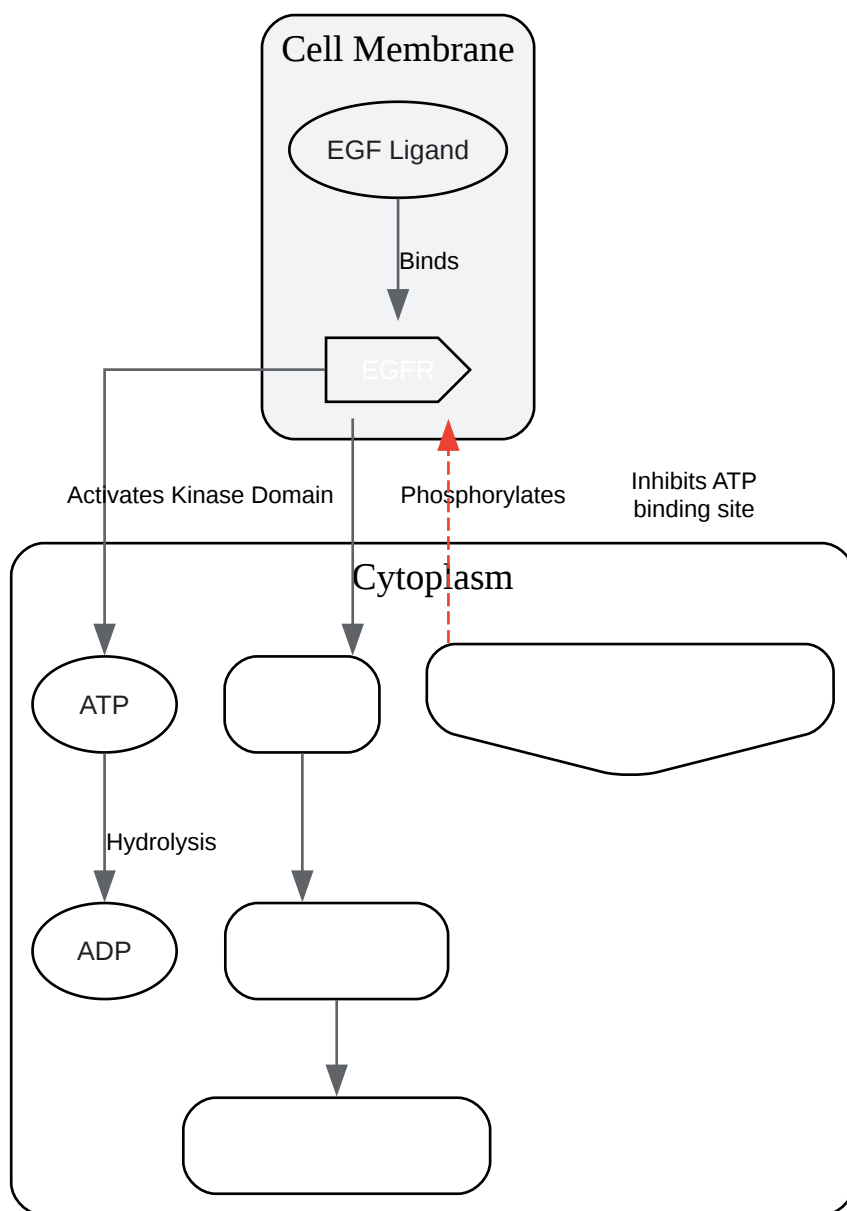 Cell Membrane
EGF Ligand
Binds
EGFR
Activates Kinase Domain
Phosphorylates
Inhibits ATP
binding site
Cytoplasm
ATP
Hydrolysis
ADP